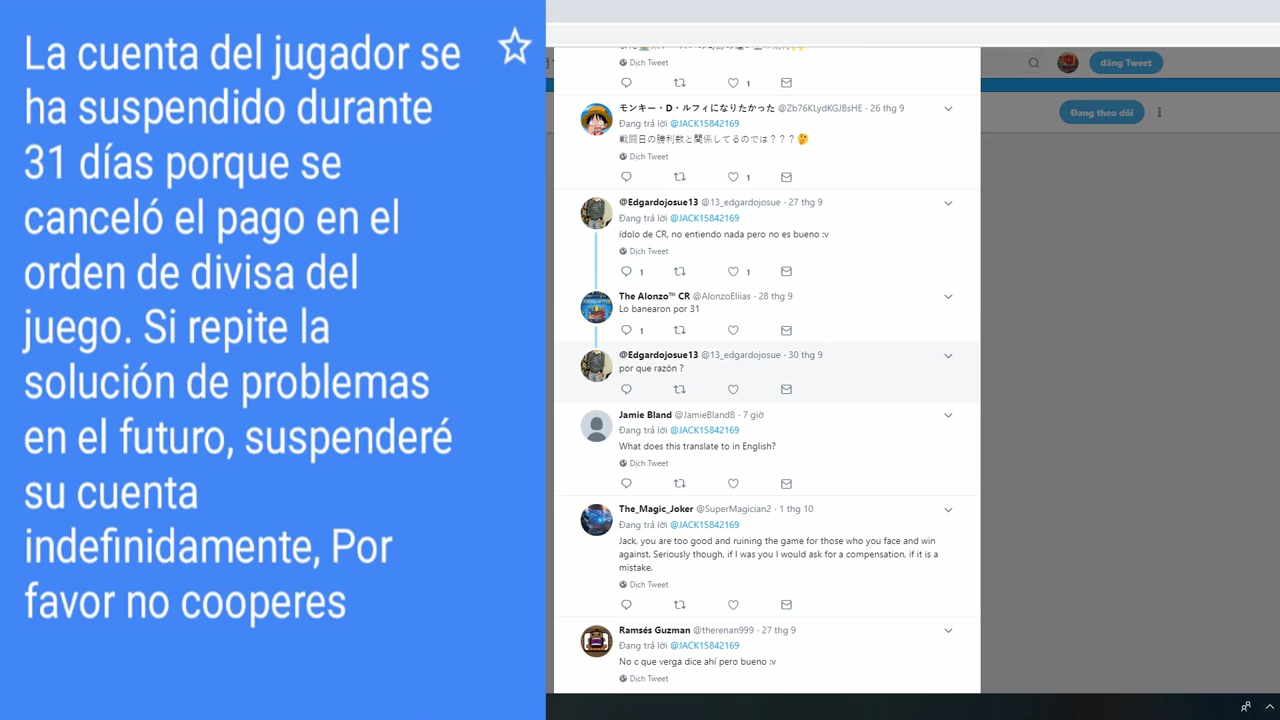 La cuenta del jugador se
ha suspendido durante
31 días porque se
canceló el pago en el
orden de divisa del
juego. Si repite la
solución de problemas
en el futuro, suspenderé
su cuenta
indefinidamente, Por
favor no cooperes
đăng Tweet
Đang theo dõi
Dịch Tweet
1
モンキー・D・ルフィになりたかった @Zb76KLydKGJBsHE · 26 thg 9
Đang trả lời @JACK15842169
戦闘日の勝利数と関係してるのでは？？？🤔
Dịch Tweet
1
@Edgardojosue13 @13_edgardojosue · 27 thg 9
Đang trả lời @JACK15842169
ídolo de CR, no entiendo nada pero no es bueno :v
Dịch Tweet
1 1
The Alonzo™ CR @AlonzoEliias · 28 thg 9
Lo banearon por 31
1
@Edgardojosue13 @13_edgardojosue · 30 thg 9
por que razón ?
Jamie Bland @JamieBland8 · 7 giờ
Đang trả lời @JACK15842169
What does this translate to in English?
Dịch Tweet
The_Magic_Joker @SuperMagician2 · 1 thg 10
Đang trả lời @JACK15842169
Jack, you are too good and ruining the game for those who you face and win
against. Seriously though, if I was you I would ask for a compensation, if it is a
mistake.
Dịch Tweet
Ramsés Guzman @therenan999 · 27 thg 9
Đang trả lời @JACK15842169
No c que verga dice ahí pero bueno :v
Dịch Tweet